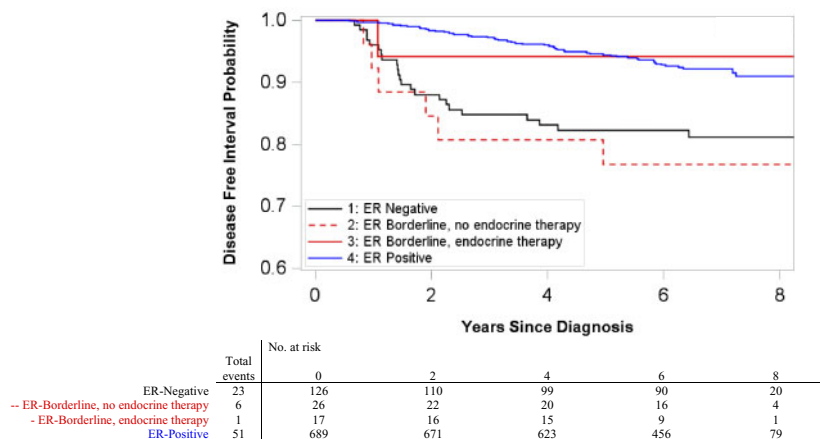 1.0
0.9
0.8
0.7
0.6
Disease Free Interval Probability
1: ER Negative
2: ER Borderline, no endocrine therapy
3: ER Borderline, endocrine therapy
4: ER Positive
0 2 4 6 8
Years Since Diagnosis
No. at risk
Total
events 0 2 4 6 8
ER-Negative 23 126 110 99 90 20
-- ER-Borderline, no endocrine therapy 6 26 22 20 16 4
- ER-Borderline, endocrine therapy 1 17 16 15 9 1
ER-Positive 51 689 671 623 456 79